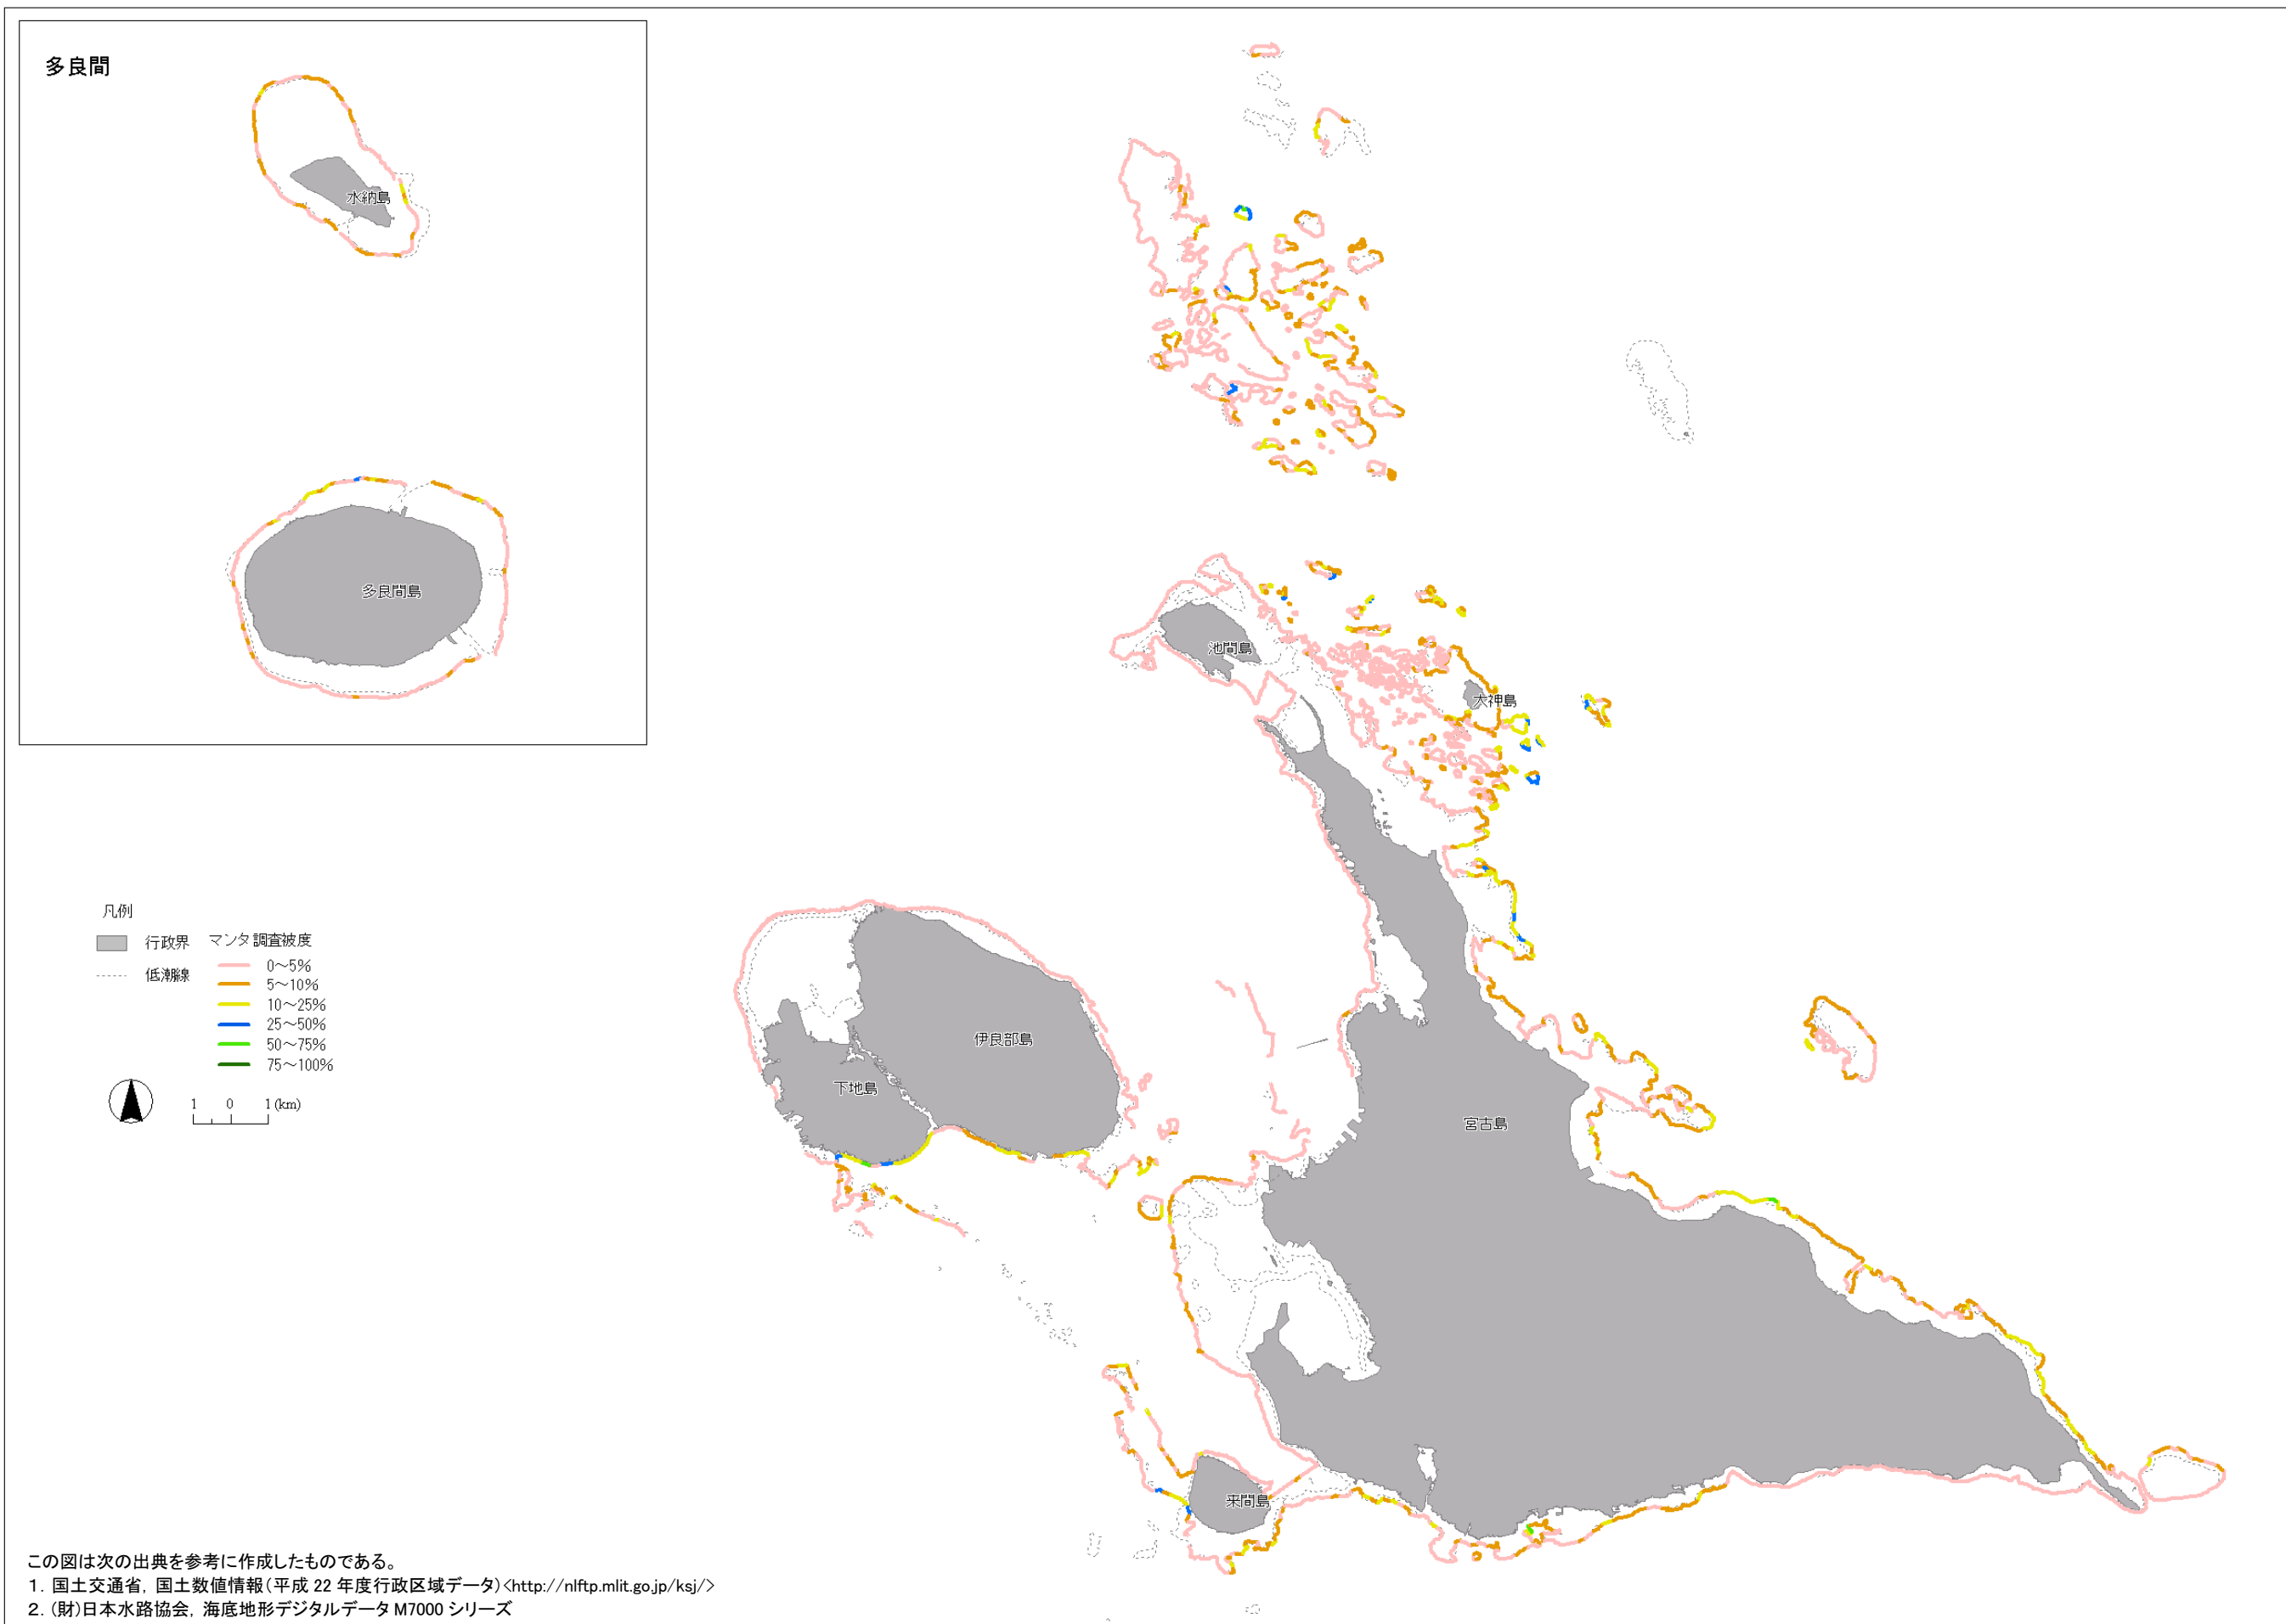 多良間
水納島
多良間島
池間島
大神島
凡例
行政界 マンタ調査被度
低潮線
0～5%
5～10%
10～25%
25～50%
50～75%
75～100%
1 0 1 (km)
伊良部島
下地島
宮古島
来間島
この図は次の出典を参考に作成したものである。
1．国土交通省，国土数値情報（平成 22 年度行政区域データ）<http://nlftp.mlit.go.jp/ksj/>
2．（財）日本水路協会，海底地形デジタルデータ M7000 シリーズ